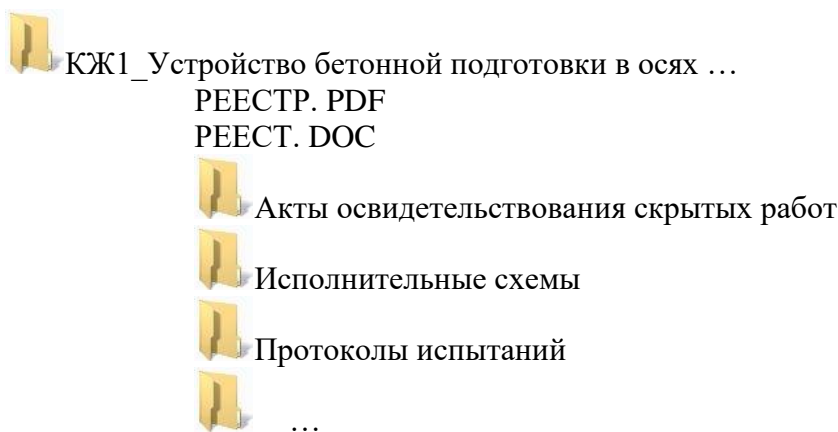 КЖ1_Устройство бетонной подготовки в осях …
РЕЕСТР. PDF
РЕЕСТ. DOC
Акты освидетельствования скрытых работ
Исполнительные схемы
Протоколы испытаний
…